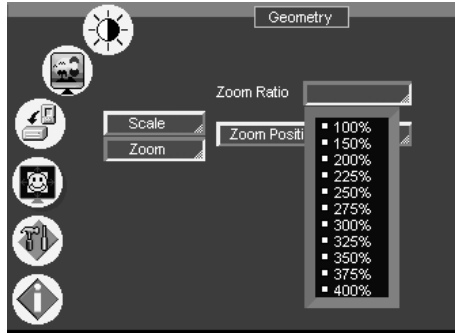 Geometry
Zoom Ratio
Scale
Zoom Positi
Zoom
100%
150%
200%
225%
250%
275%
300%
325%
350%
375%
400%